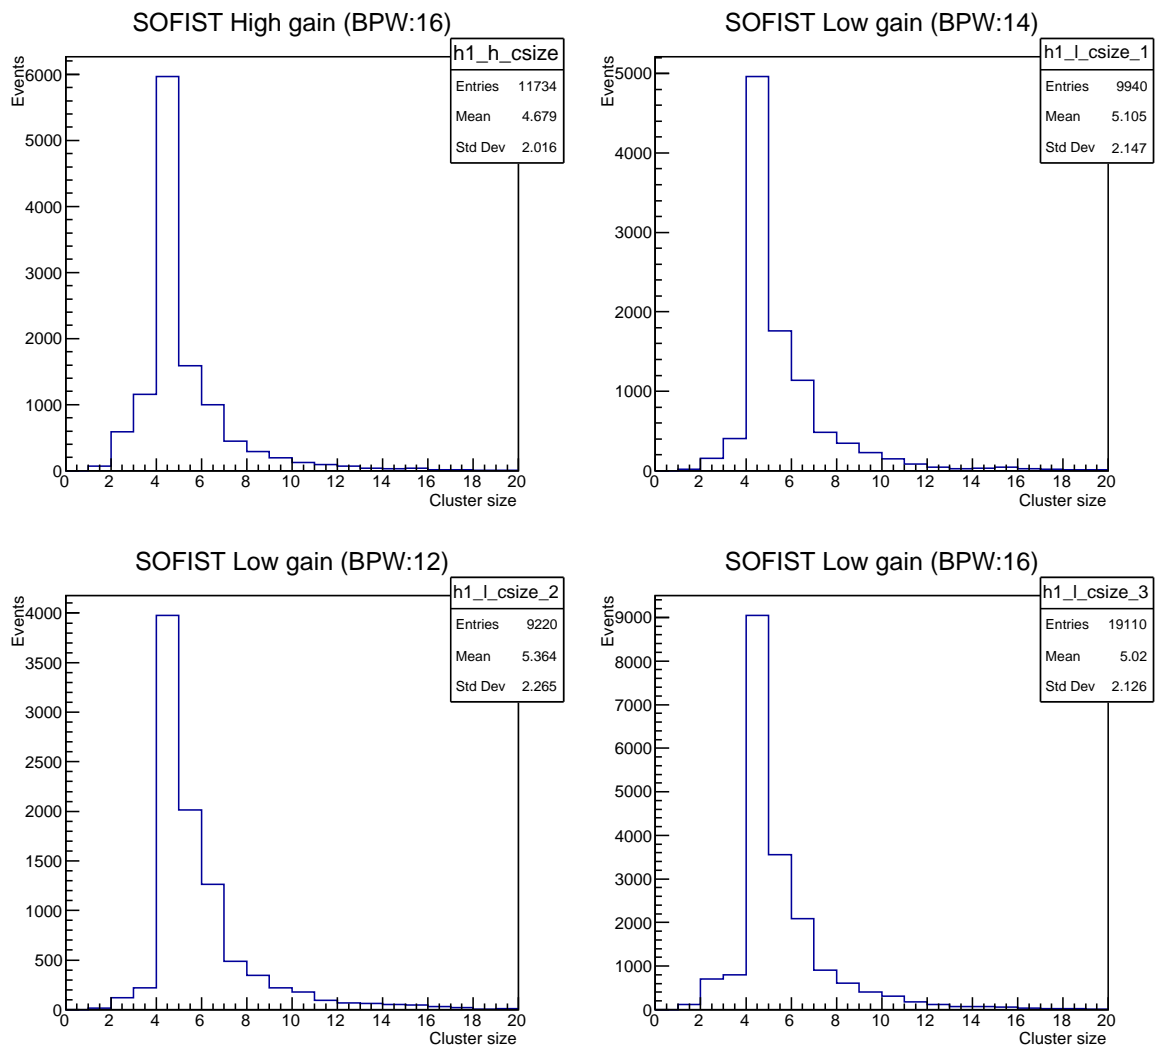 SOFIST High gain (BPW:16)
h1_h_csize
Entries 11734
Mean 4.679
Std Dev 2.016
Events
6000
5000
4000
3000
2000
1000
0
0 2 4 6 8 10 12 14 16 18 20
Cluster size
SOFIST Low gain (BPW:14)
h1_l_csize_1
Entries 9940
Mean 5.105
Std Dev 2.147
Events
5000
4000
3000
2000
1000
0
0 2 4 6 8 10 12 14 16 18 20
Cluster size
SOFIST Low gain (BPW:12)
h1_l_csize_2
Entries 9220
Mean 5.364
Std Dev 2.265
Events
4000
3500
3000
2500
2000
1500
1000
500
0
0 2 4 6 8 10 12 14 16 18 20
Cluster size
SOFIST Low gain (BPW:16)
h1_l_csize_3
Entries 19110
Mean 5.02
Std Dev 2.126
Events
9000
8000
7000
6000
5000
4000
3000
2000
1000
0
0 2 4 6 8 10 12 14 16 18 20
Cluster size